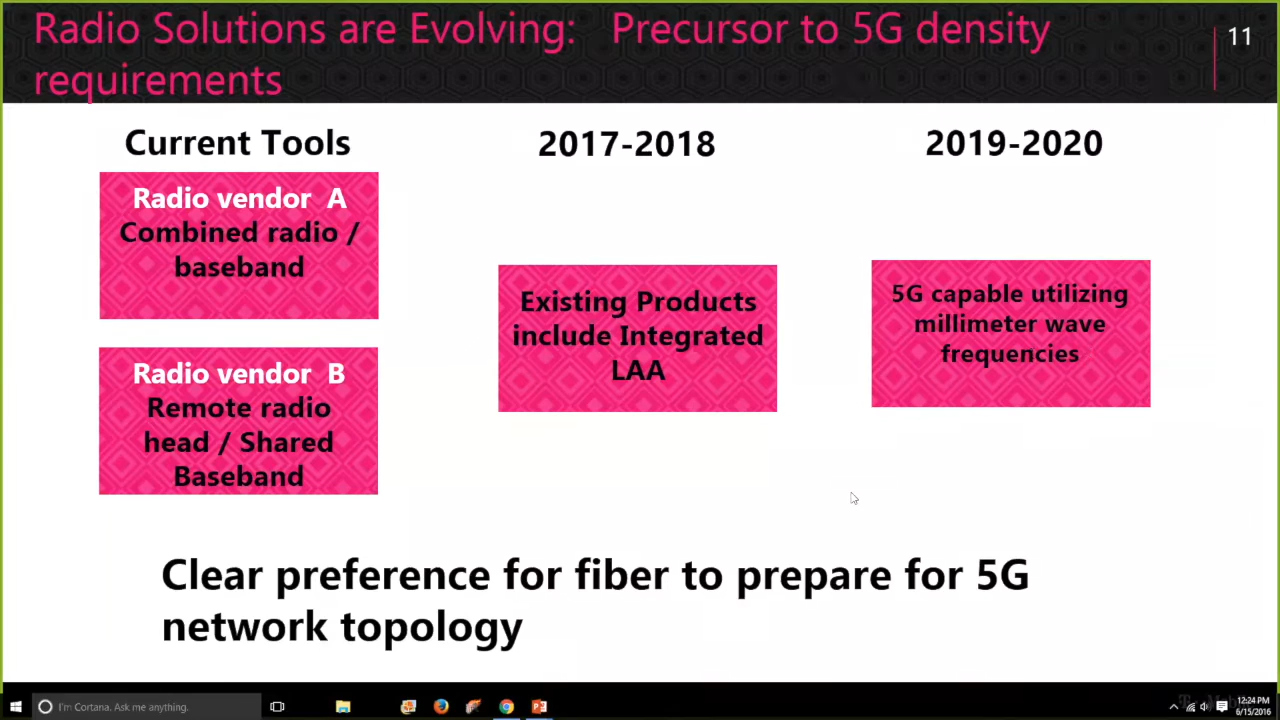 Radio Solutions are Evolving: Precursor to 5G density
requirements
11
Current Tools
2017-2018
2019-2020
Radio vendor A
Combined radio /
baseband
Radio vendor B
Remote radio
head / Shared
Baseband
Existing Products
include Integrated
LAA
5G capable utilizing
millimeter wave
frequencies
Clear preference for fiber to prepare for 5G
network topology
I'm Cortana. Ask me anything.
12:24 PM
6/15/2016